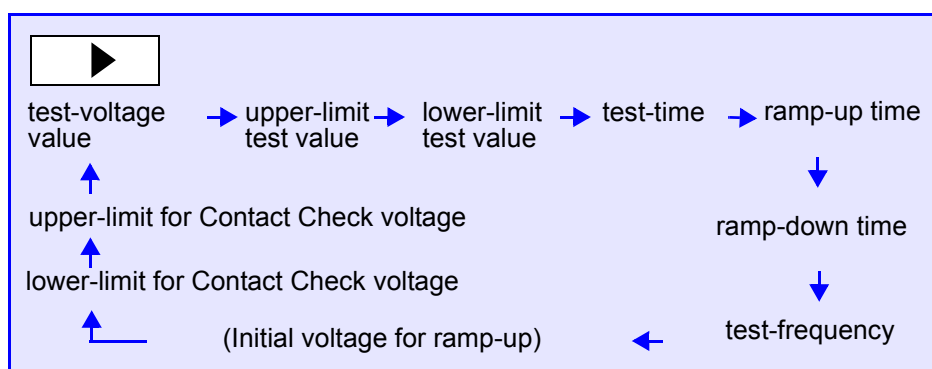 test-voltage value
upper-limit test value
lower-limit test value
test-time
ramp-up time
ramp-down time
test-frequency
(Initial voltage for ramp-up)
lower-limit for Contact Check voltage
upper-limit for Contact Check voltage